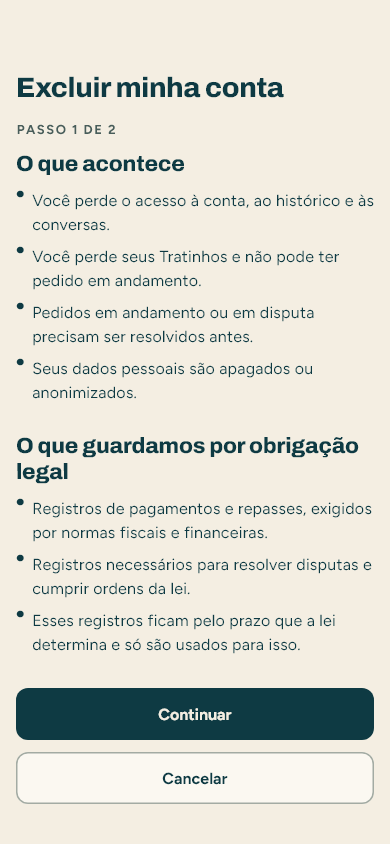 Excluir minha conta
PASSO 1 DE 2
O que acontece
• Você perde o acesso à conta, ao histórico e às
conversas.
• Você perde seus Tratinhos e não pode ter
pedido em andamento.
• Pedidos em andamento ou em disputa
precisam ser resolvidos antes.
• Seus dados pessoais são apagados ou
anonimizados.
O que guardamos por obrigação
legal
• Registros de pagamentos e repasses, exigidos
por normas fiscais e financeiras.
• Registros necessários para resolver disputas e
cumprir ordens da lei.
• Esses registros ficam pelo prazo que a lei
determina e só são usados para isso.
Continuar
Cancelar